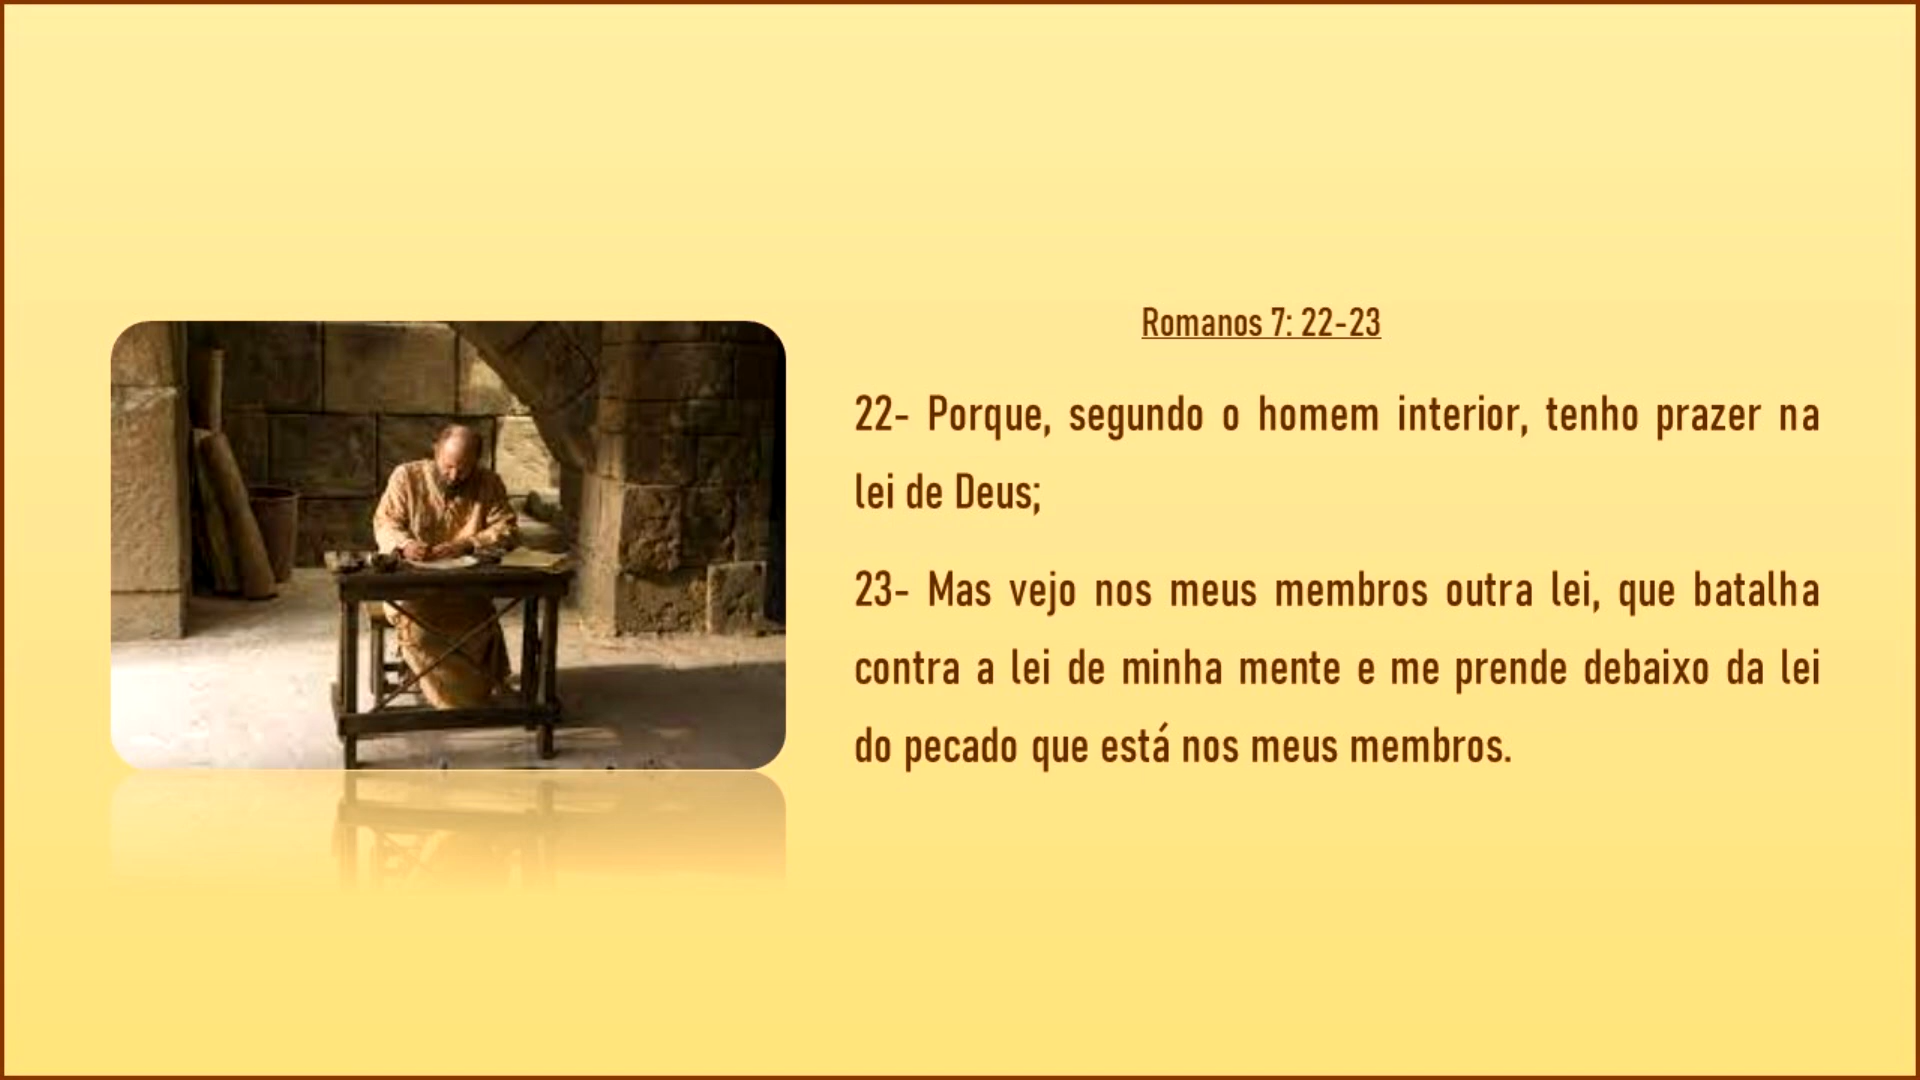 Romanos 7: 22-23
22- Porque, segundo o homem interior, tenho prazer na
lei de Deus;
23- Mas vejo nos meus membros outra lei, que batalha
contra a lei de minha mente e me prende debaixo da lei
do pecado que está nos meus membros.